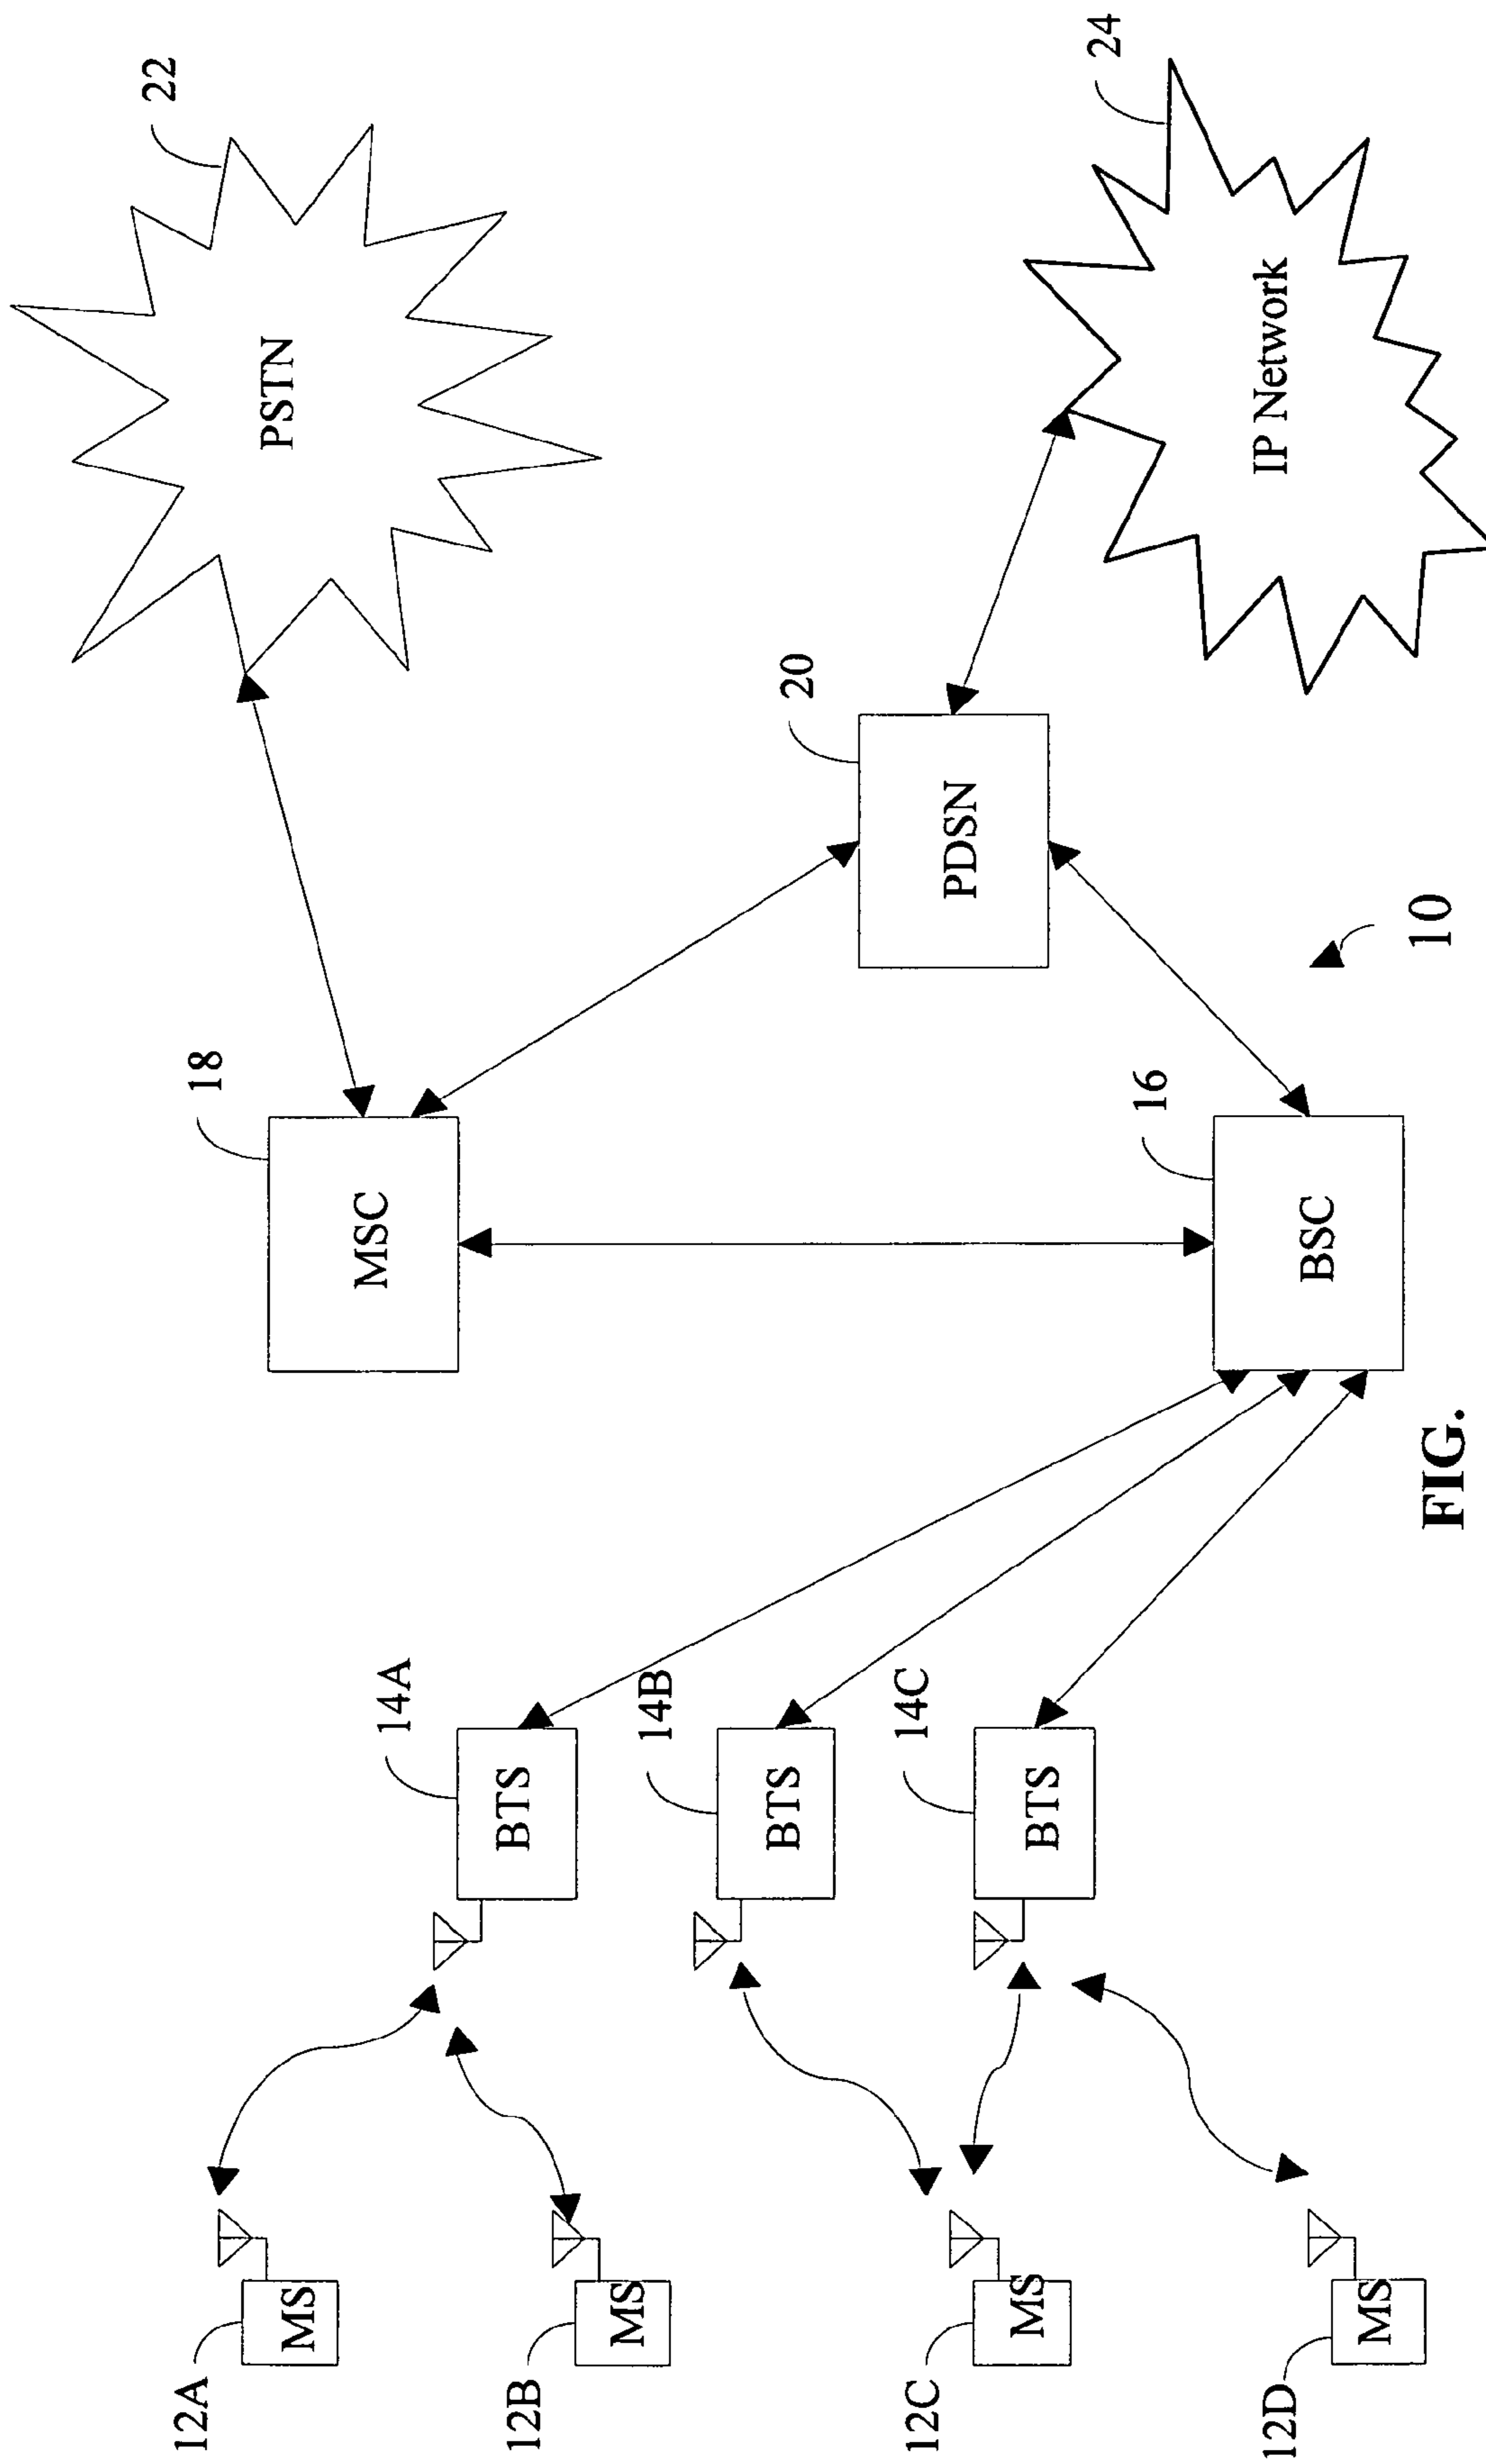 12A
MS
12B
MS
12C
MS
12D
MS
14A
BTS
14B
BTS
14C
BTS
18
MSC
16
BSC
20
PDSN
22
PSTN
24
IP Network
10
FIG.